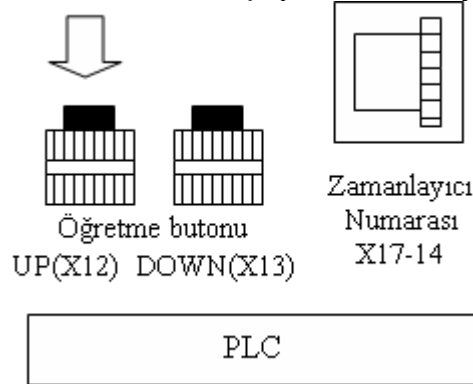 Öğretme butonu
UP(X12) DOWN(X13)
Zamanlayıcı
Numarası
X17-14
PLC